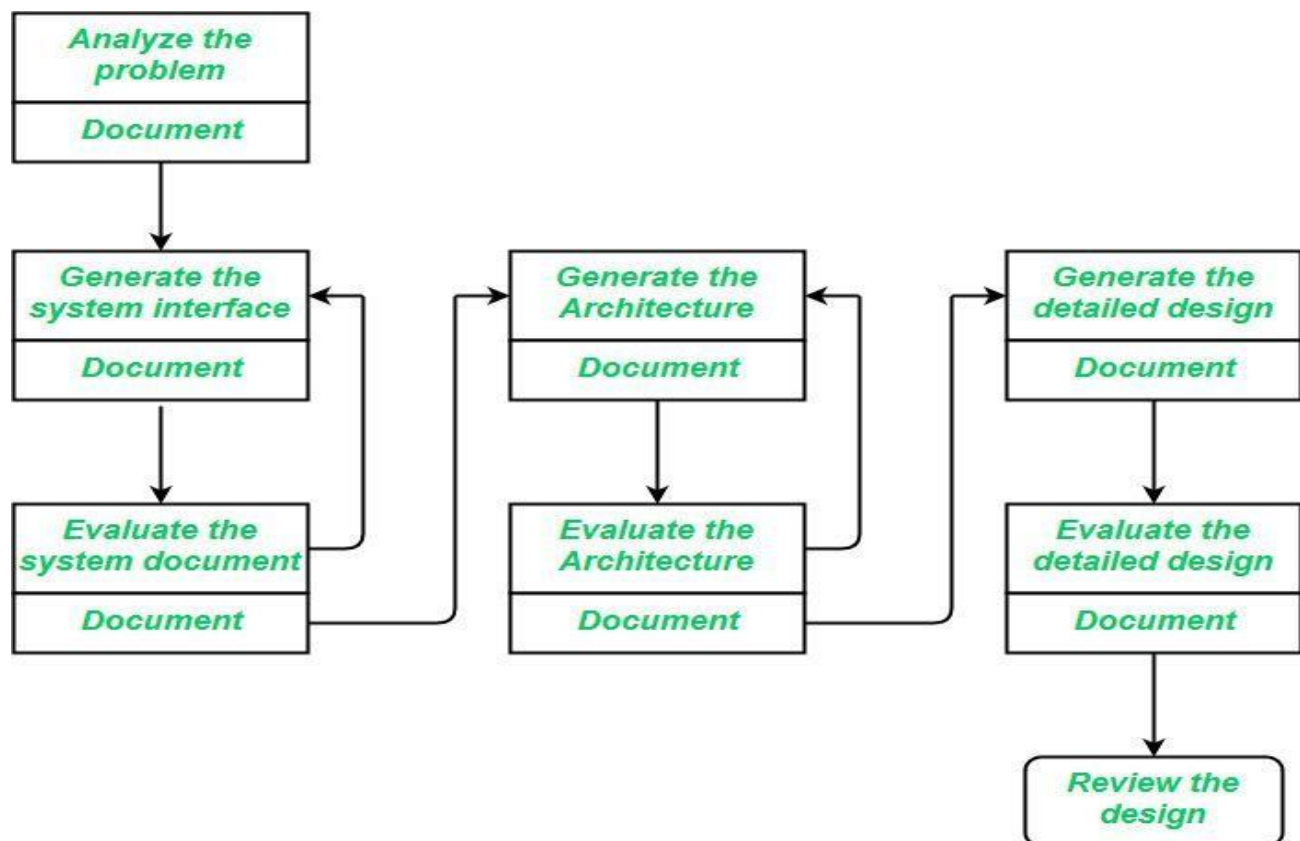 Analyze the
problem
Document
Generate the
system interface
Document
Evaluate the
system document
Document
Generate the
Architecture
Document
Evaluate the
Architecture
Document
Generate the
detailed design
Document
Evaluate the
detailed design
Document
Review the
design